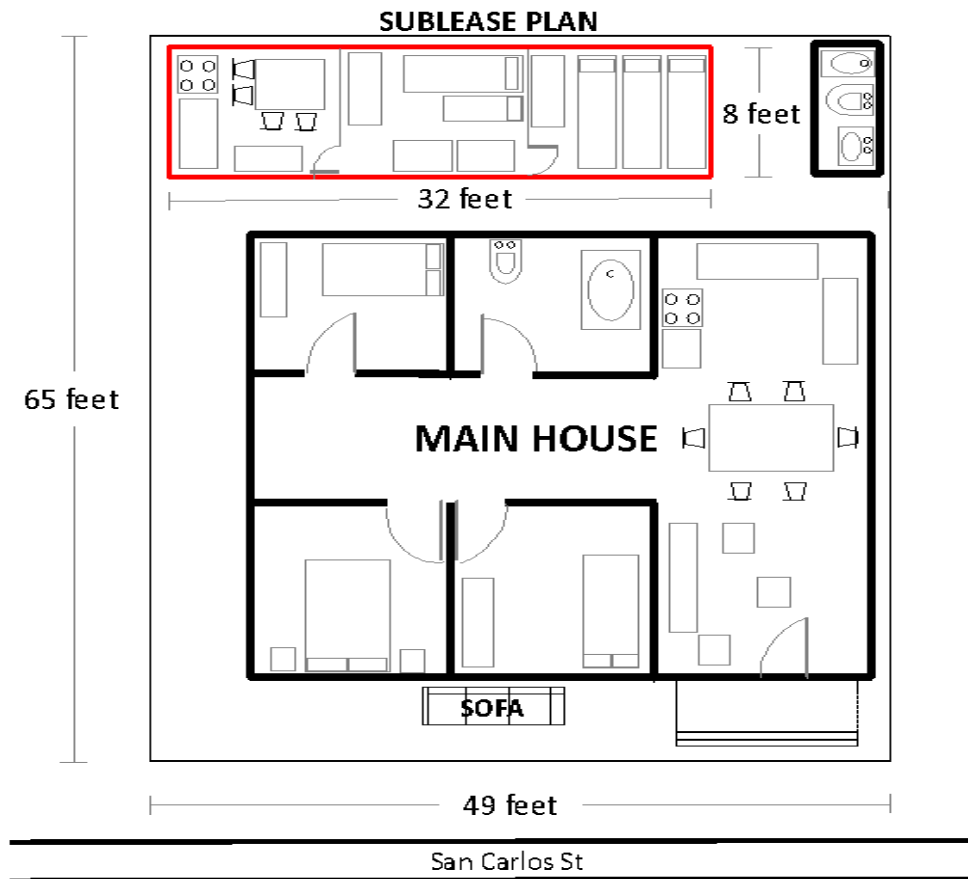 SUBLEASE PLAN
8 feet
32 feet
65 feet
MAIN HOUSE
SOFA
49 feet
San Carlos St